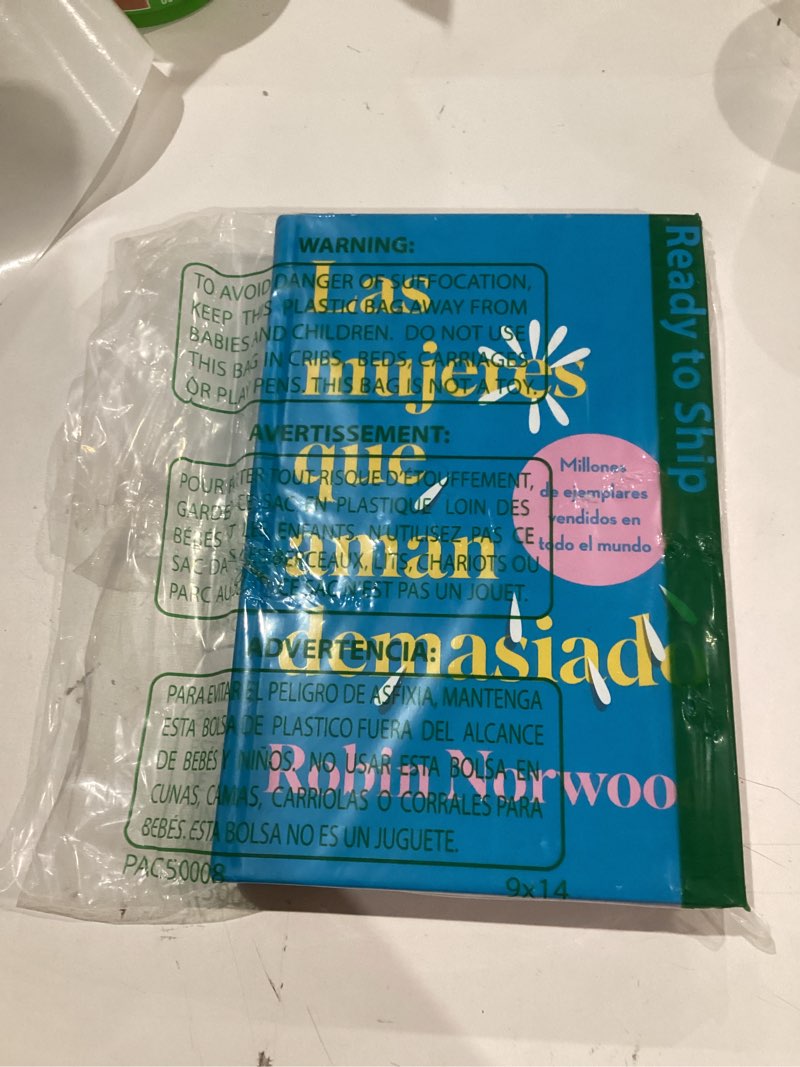 WARNING:
TO AVOID DANGER OF SUFFOCATION,
KEEP THIS PLASTIC BAG AWAY FROM
BABIES AND CHILDREN. DO NOT USE
THIS BAG IN CRIBS, BEDS, CARRIAGES
OR PLAY PENS. THIS BAG IS NOT A TOY.
AVERTISSEMENT:
POUR ÉVITER TOUT RISQUE D'ÉTOUFFEMENT,
GARDE CE SAC EN PLASTIQUE LOIN DES
BÉBÉS ET LES ENFANTS. N'UTILISEZ PAS CE
SAC DANS BERCEAUX, LITS, CHARIOTS OU
PARC SAC N'EST PAS UN JOUET.
ADVERTENCIA:
PARA EVITAR EL PELIGRO DE ASFIXIA, MANTENGA
ESTA BOLSA DE PLASTICO FUERA DEL ALCANCE
DE BEBÉS Y NIÑOS. NO USAR ESTA BOLSA EN
CUNAS, CAMAS, CARRIOLAS O CORRALES PARA
BEBÉS. ESTA BOLSA NO ES UN JUGUETE.
PAC50008
9x14
Ready to Ship
Las
mujeres
que
aman
demasiado
Millones
de ejemplares
vendidos en
todo el mundo
Robin Norwoo